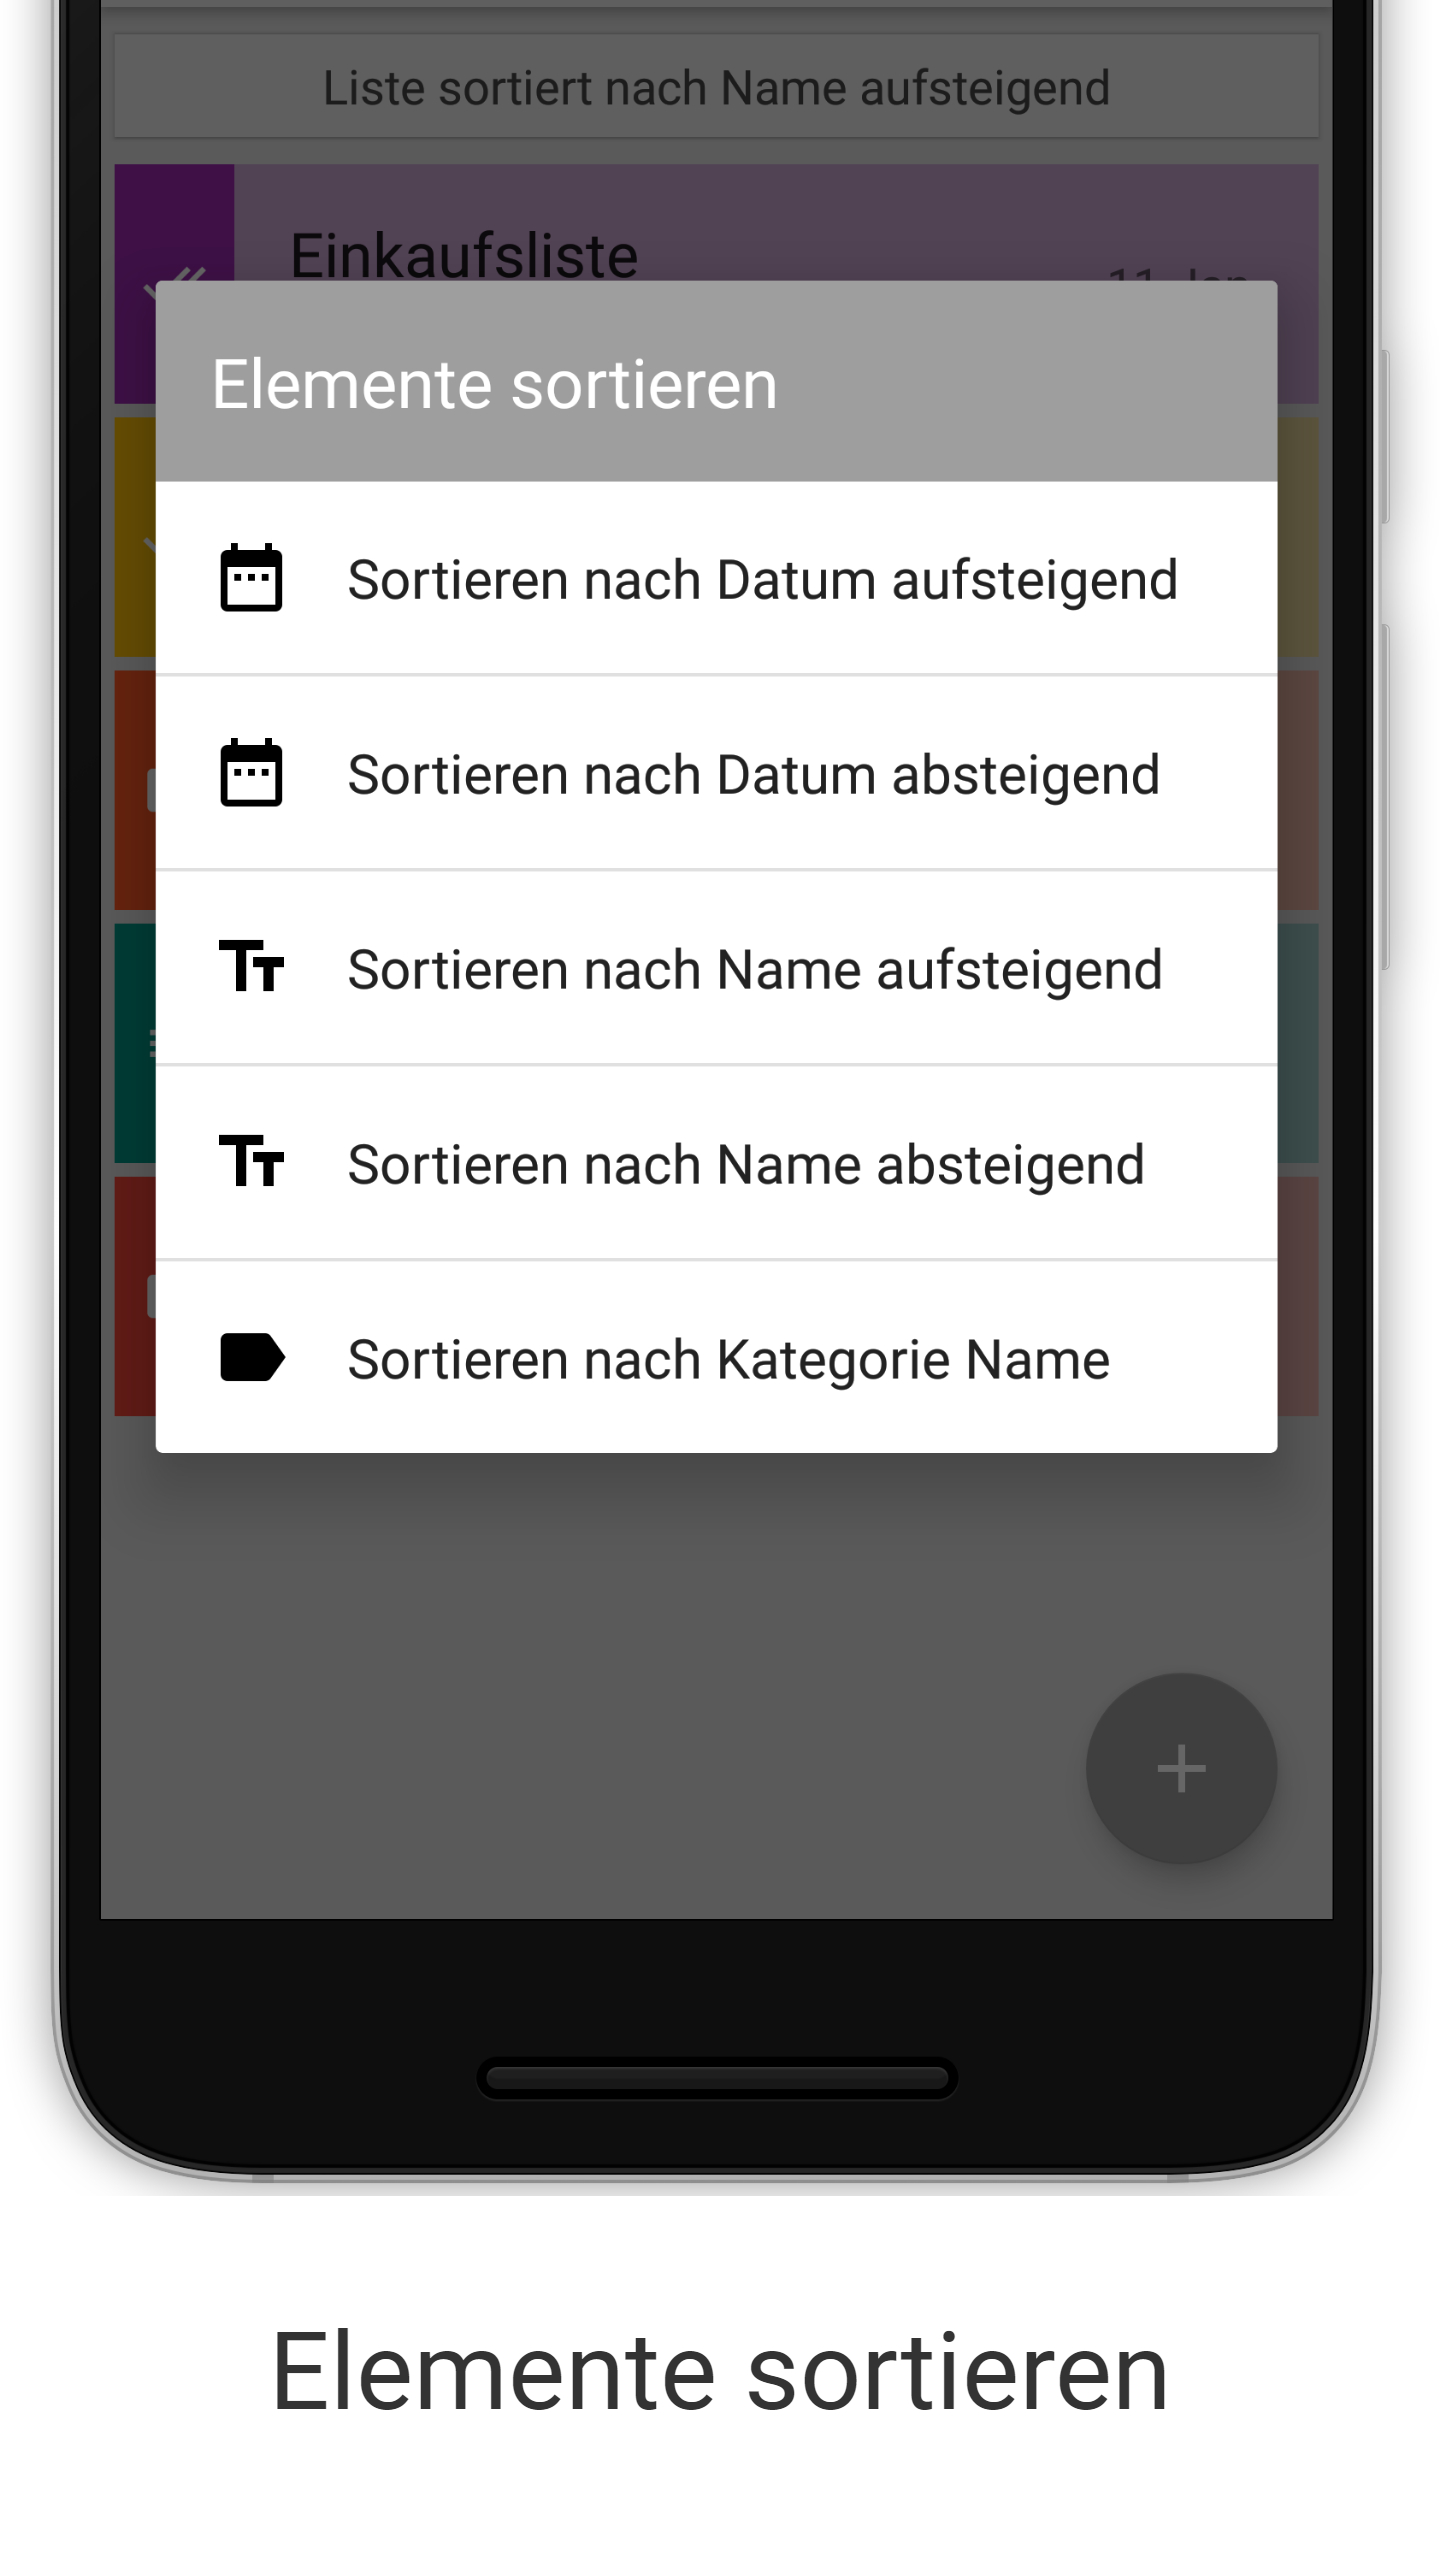 Liste sortiert nach Name aufsteigend
Einkaufsliste
Elemente sortieren
Sortieren nach Datum aufsteigend
Sortieren nach Datum absteigend
Sortieren nach Name aufsteigend
Sortieren nach Name absteigend
Sortieren nach Kategorie Name
Elemente sortieren